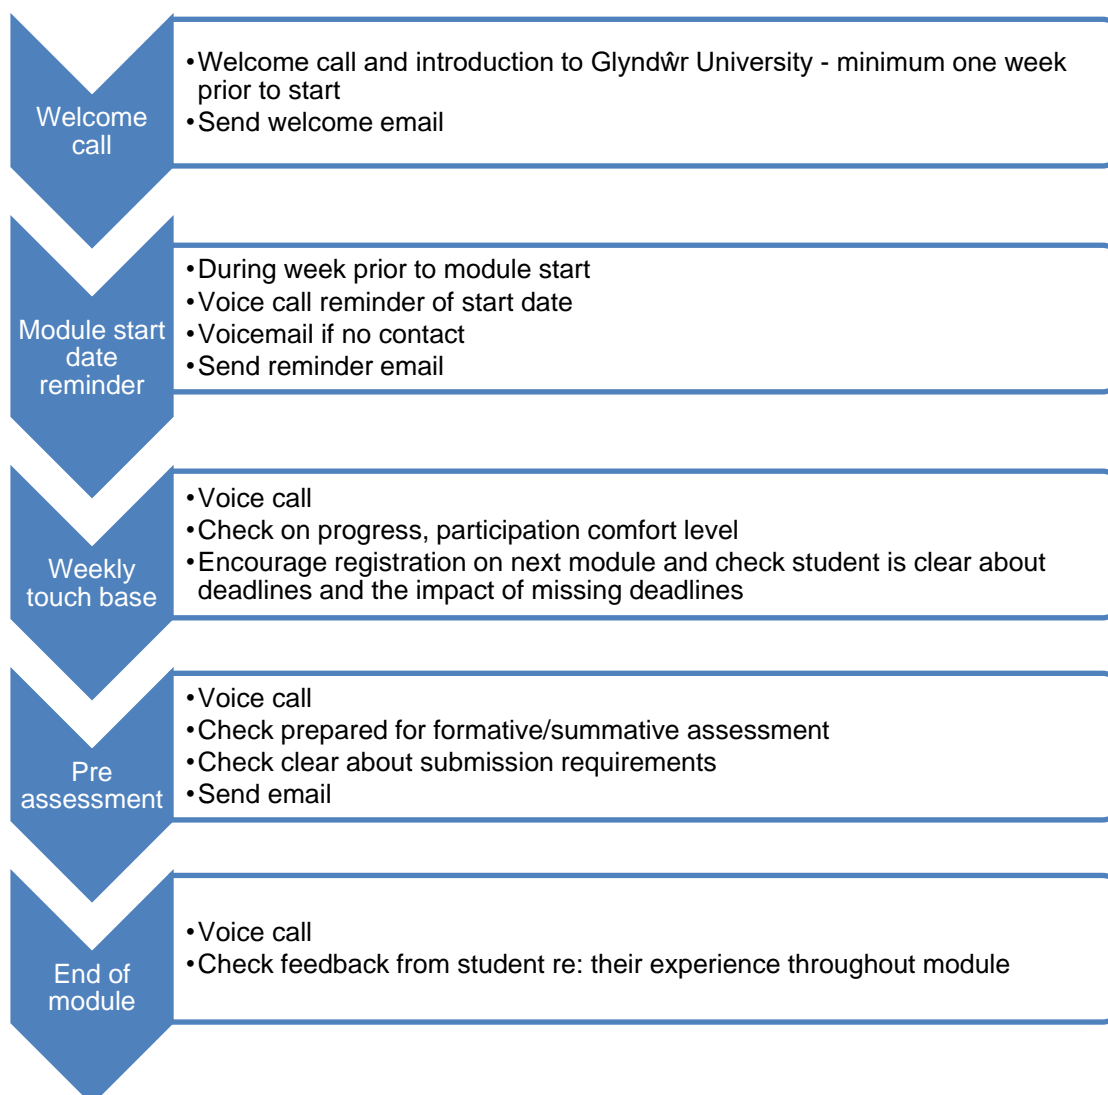 Welcome
call
•Welcome call and introduction to Glyndŵr University - minimum one week
prior to start
•Send welcome email
Module start
date
reminder
•During week prior to module start
•Voice call reminder of start date
•Voicemail if no contact
•Send reminder email
Weekly
touch base
•Voice call
•Check on progress, participation comfort level
•Encourage registration on next module and check student is clear about
deadlines and the impact of missing deadlines
Pre
assessment
•Voice call
•Check prepared for formative/summative assessment
•Check clear about submission requirements
•Send email
End of
module
•Voice call
•Check feedback from student re: their experience throughout module